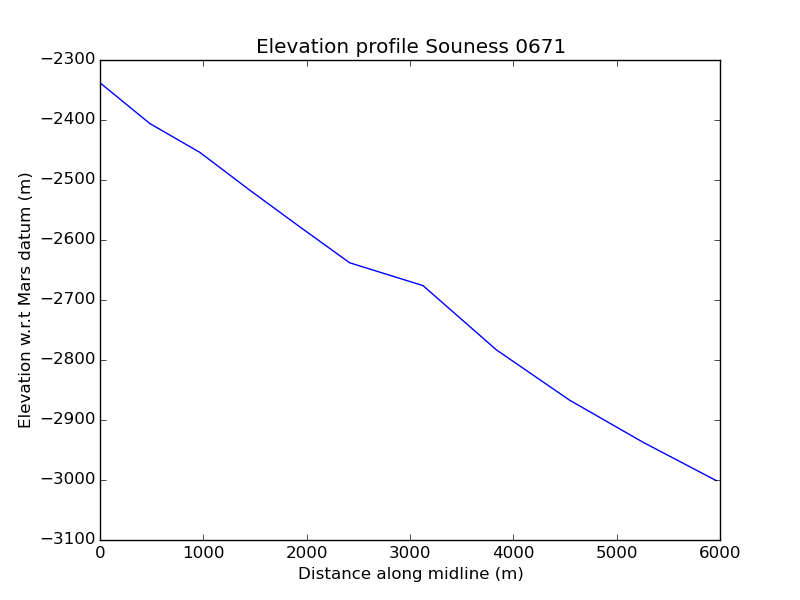 Elevation profile Souness 0671
Elevation w.r.t Mars datum (m)
−2300
−2400
−2500
−2600
−2700
−2800
−2900
−3000
−3100
0 1000 2000 3000 4000 5000 6000
Distance along midline (m)